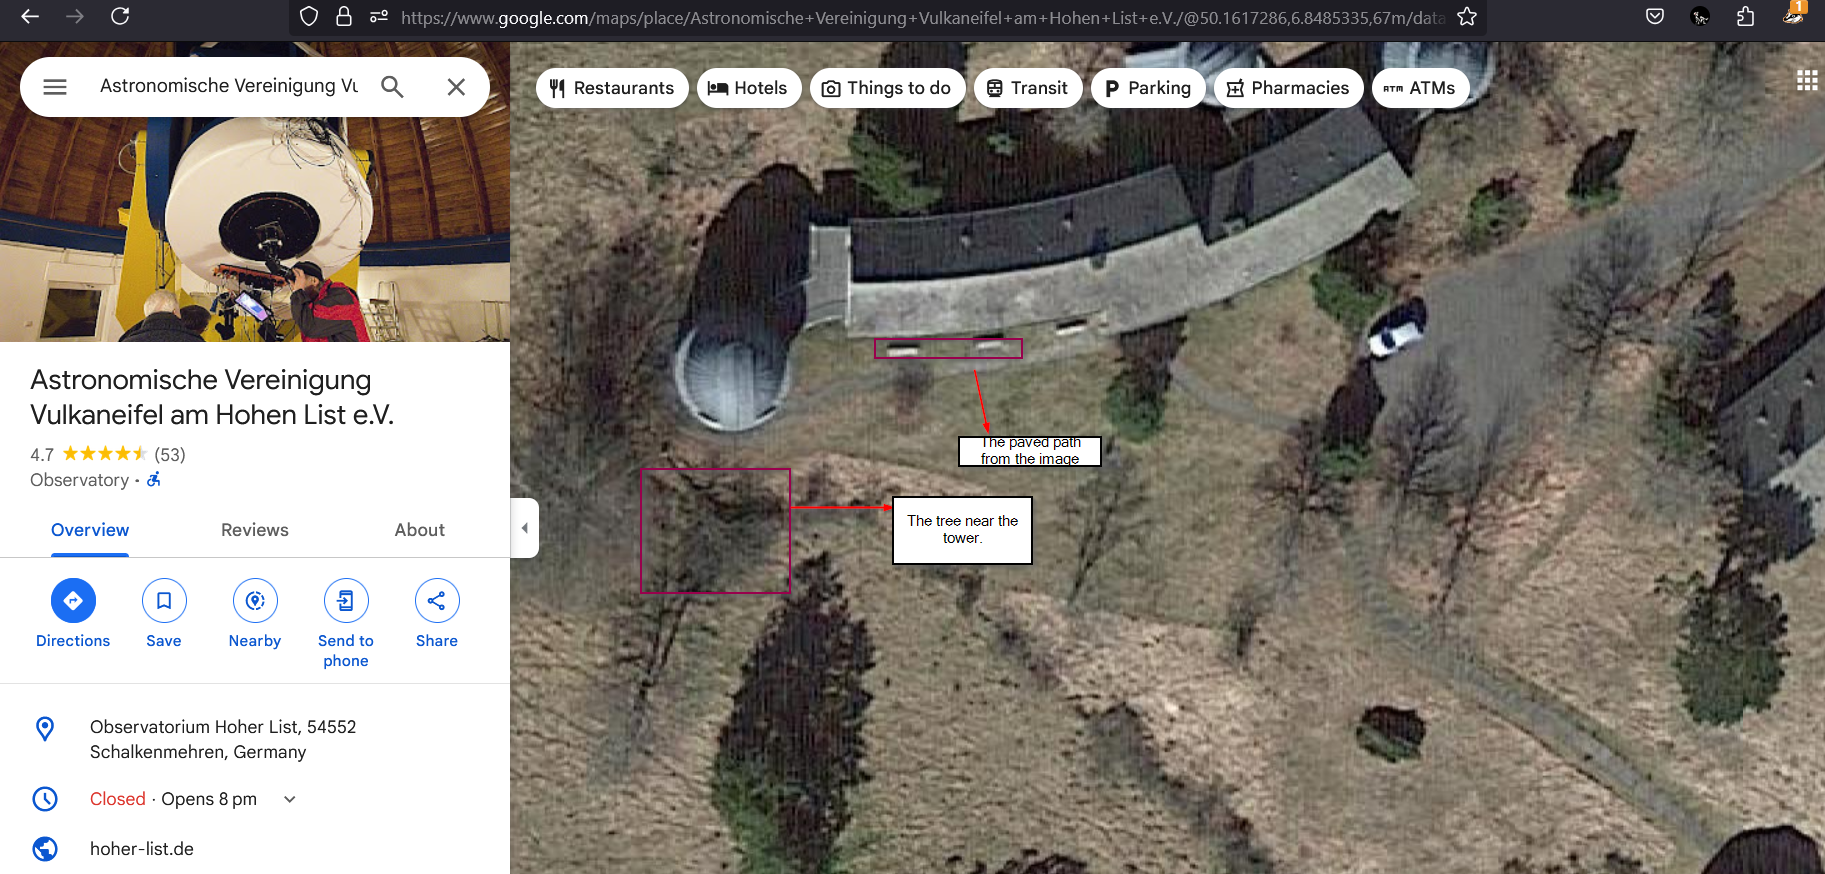 https://www.google.com/maps/place/Astronomische+Vereinigung+Vulkaneifel+am+Hohen+List+e.V./@50.1617286,6.8485335,67m/data
1
Astronomische Vereinigung Vu
Restaurants
Hotels
Things to do
Transit
Parking
Pharmacies
ATM ATMs
Astronomische Vereinigung
Vulkaneifel am Hohen List e.V.
4.7 (53)
Observatory ·
Overview
Reviews
About
Directions
Save
Nearby
Send to
phone
Share
Observatorium Hoher List, 54552
Schalkenmehren, Germany
Closed · Opens 8 pm
hoher-list.de
The paved path
from the image
The tree near the
tower.